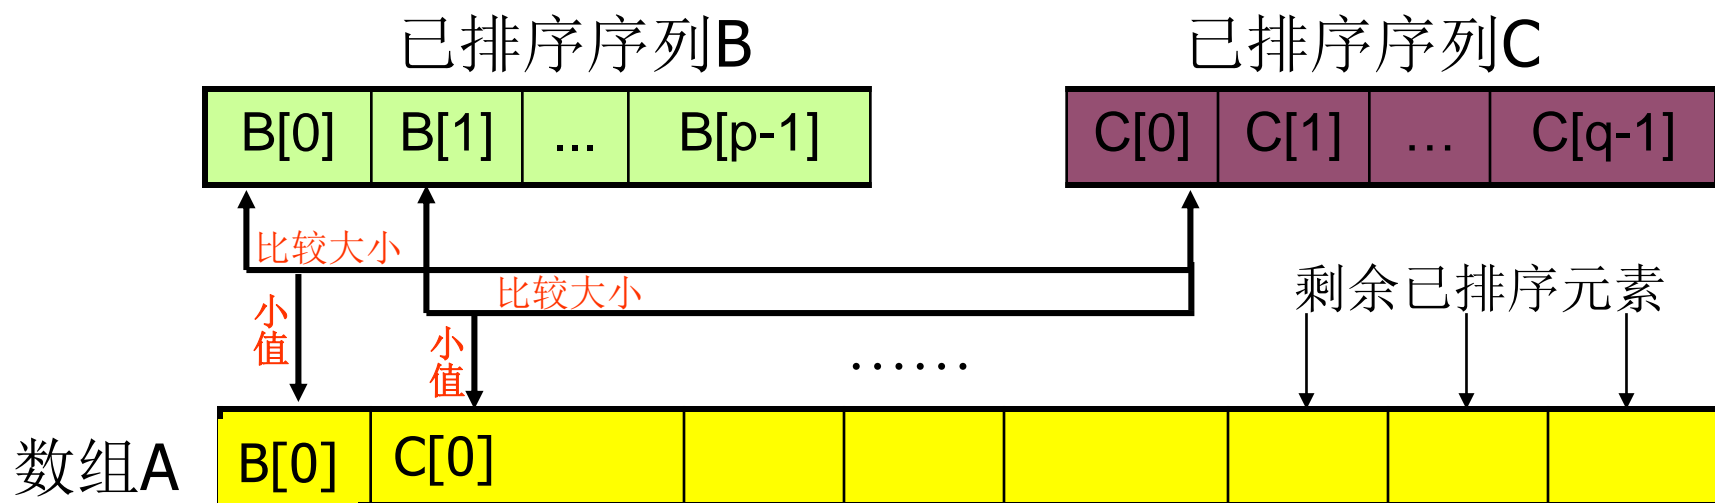 已排序序列B
已排序序列C
B[0] B[1] ... B[p-1]
C[0] C[1] ... C[q-1]
比较大小
比较大小
小值
小值
剩余已排序元素
......
数组A
B[0] C[0]